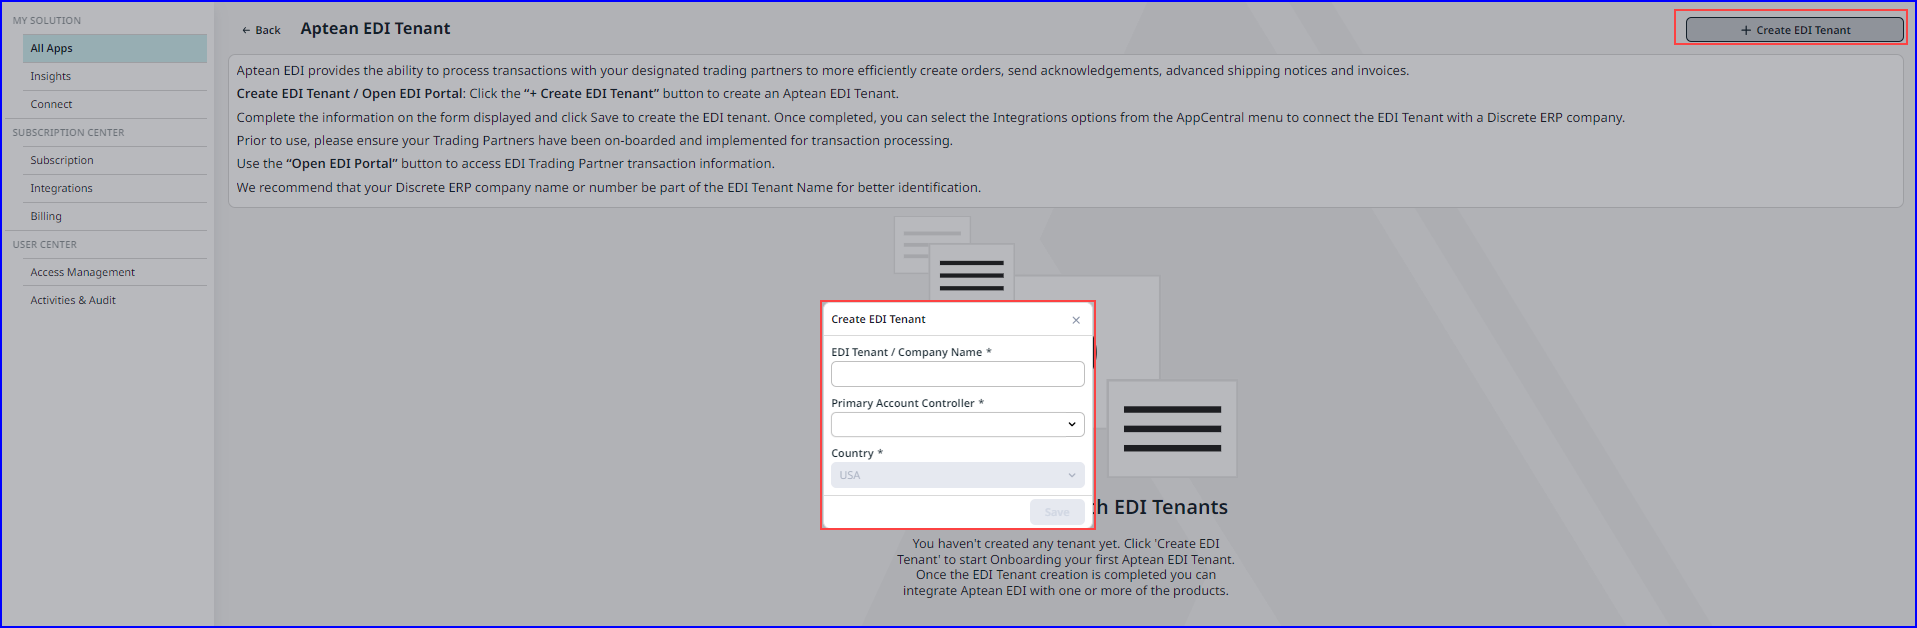 MY SOLUTION
All Apps
Insights
Connect
SUBSCRIPTION CENTER
Subscription
Integrations
Billing
USER CENTER
Access Management
Activities & Audit
← Back
Aptean EDI Tenant
+ Create EDI Tenant
Aptean EDI provides the ability to process transactions with your designated trading partners to more efficiently create orders, send acknowledgements, advanced shipping notices and invoices.
Create EDI Tenant / Open EDI Portal: Click the “+ Create EDI Tenant” button to create an Aptean EDI Tenant.
Complete the information on the form displayed and click Save to create the EDI tenant. Once completed, you can select the Integrations options from the AppCentral menu to connect the EDI Tenant with a Discrete ERP company.
Prior to use, please ensure your Trading Partners have been on-boarded and implemented for transaction processing.
Use the “Open EDI Portal” button to access EDI Trading Partner transaction information.
We recommend that your Discrete ERP company name or number be part of the EDI Tenant Name for better identification.
Create EDI Tenant
×
EDI Tenant / Company Name *
Primary Account Controller *
Country *
USA
Save
h EDI Tenants
You haven't created any tenant yet. Click 'Create EDI
Tenant' to start Onboarding your first Aptean EDI Tenant.
Once the EDI Tenant creation is completed you can
integrate Aptean EDI with one or more of the products.